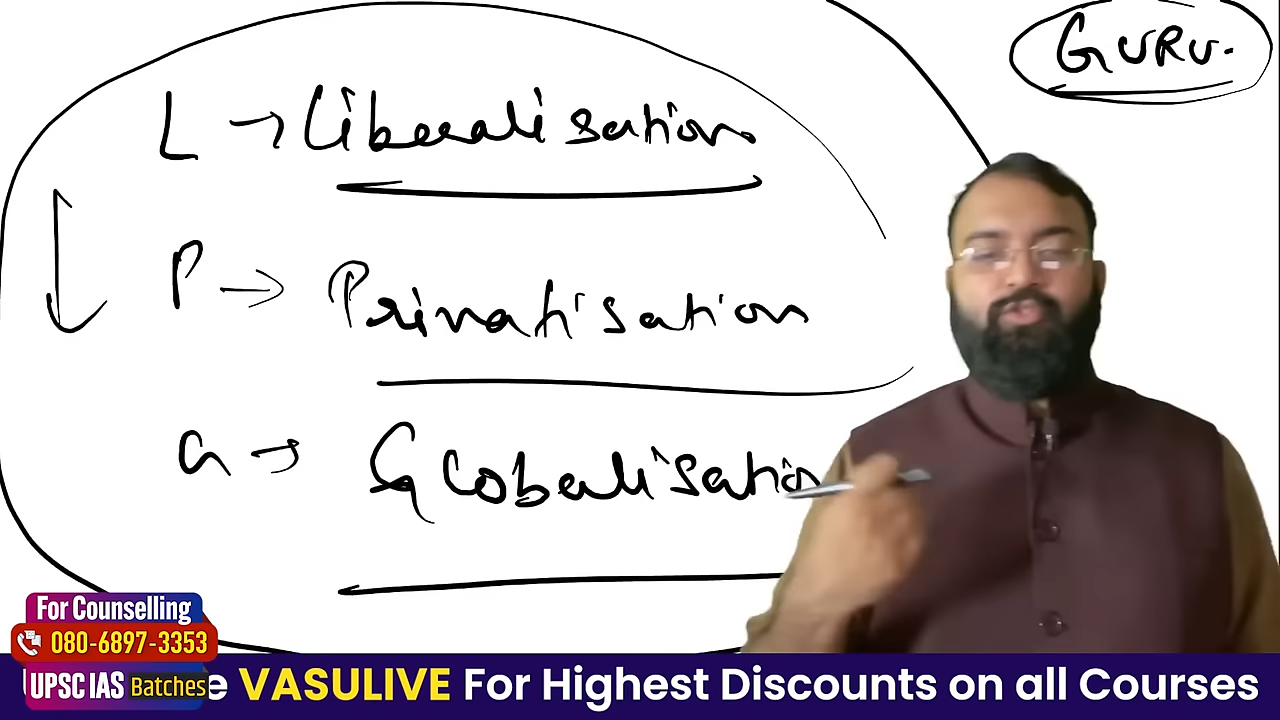 GURU.
L → Liberalisation
P → Privatisation
G → Globalisation
For Counselling
080-6897-3353
UPSC IAS Batches
e VASULIVE For Highest Discounts on all Courses